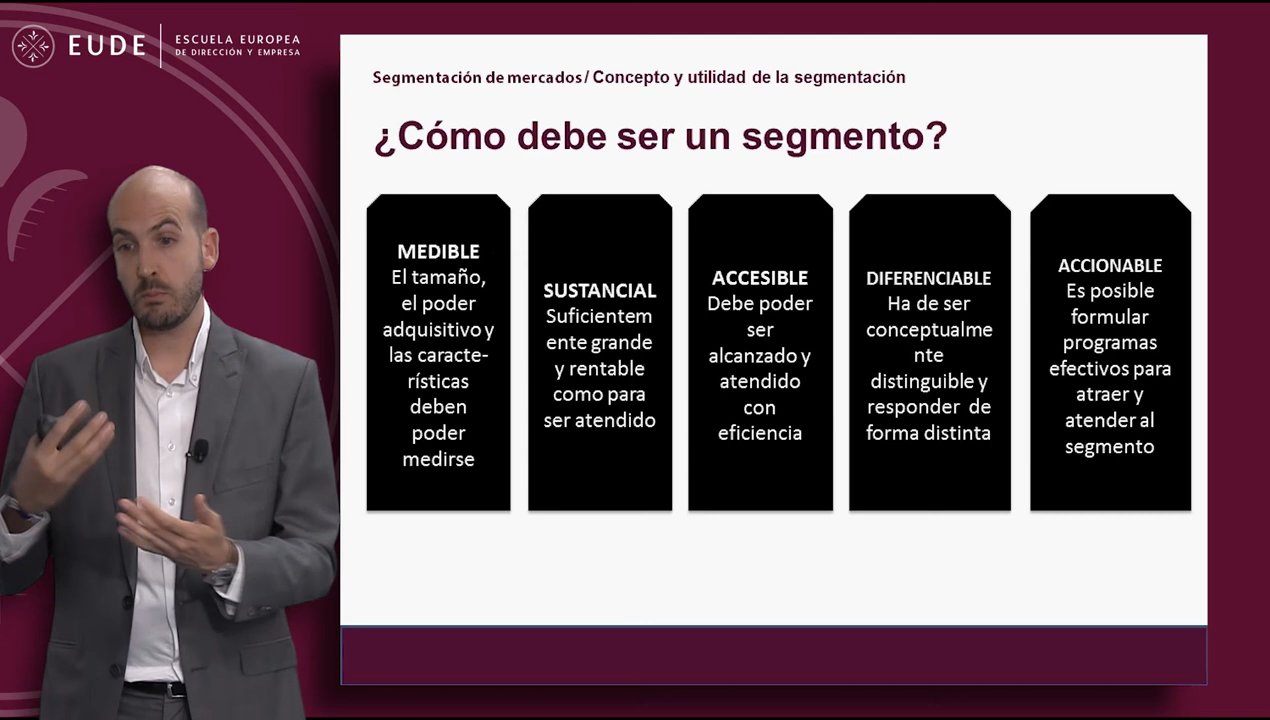 EUDE
ESCUELA EUROPEA
DE DIRECCIÓN Y EMPRESA
Segmentación de mercados/ Concepto y utilidad de la segmentación
¿Cómo debe ser un segmento?
MEDIBLE
El tamaño,
el poder
adquisitivo y
las caracte-
rísticas
deben
poder
medirse
SUSTANCIAL
Suficientem
ente grande
y rentable
como para
ser atendido
ACCESIBLE
Debe poder
ser
alcanzado y
atendido
con
eficiencia
DIFERENCIABLE
Ha de ser
conceptualme
nte
distinguible y
responder de
forma distinta
ACCIONABLE
Es posible
formular
programas
efectivos para
atraer y
atender al
segmento